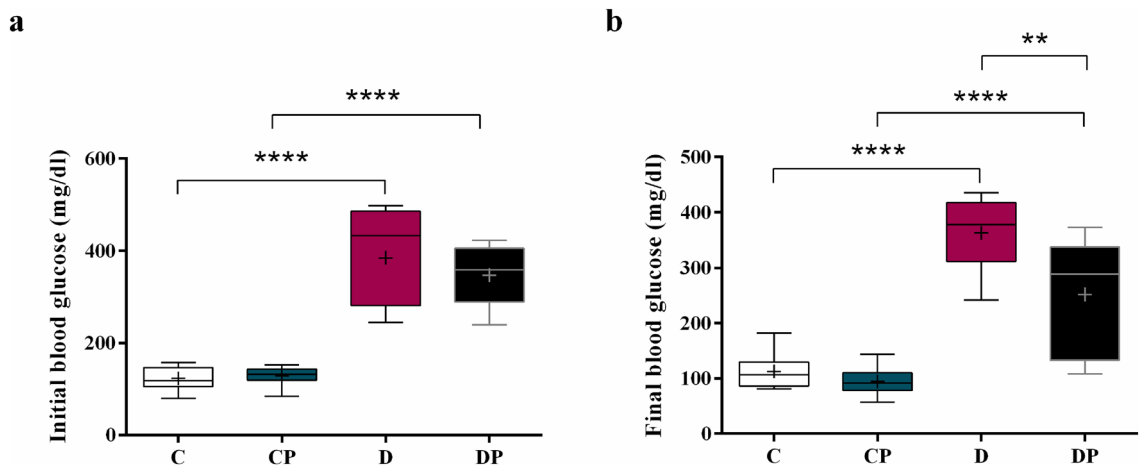 a
****
****
Initial blood glucose (mg/dl)
600
400
200
0
C CP D DP
b
**
****
****
Final blood glucose (mg/dl)
500
400
300
200
100
0
C CP D DP